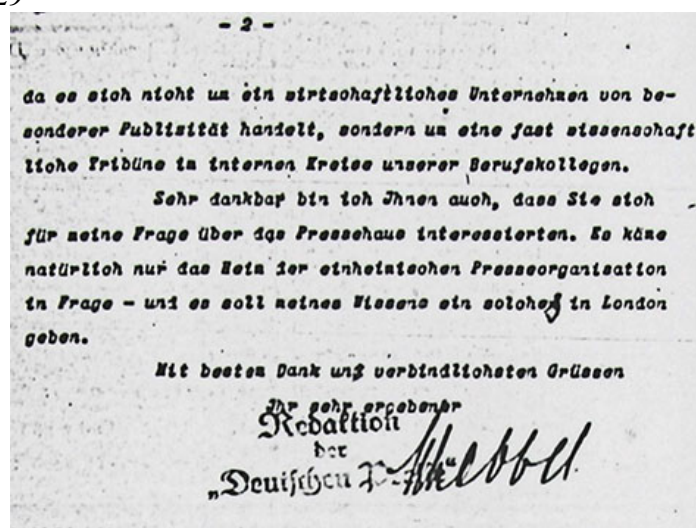 - 2 -
da es sich nicht um ein wirtschaftliches Unternehmen von be-
sonderer Publizität handelt, sondern um eine fast wissenschaft
liche Tribüne im internen Kreise unserer Berufskollegen.
Sehr dankbar bin ich Jhnen auch, dass Sie sich
für meine Frage über das Pressehaus interessierten. Es käme
natürlich nur das Heim der einheimischen Presseorganisation
in Frage - und es soll meines Wissens ein solches in London
geben.
Mit besten Dank und verbindlichsten Grüssen
Jhr sehr ergebener
Redaktion
der
„Deutschen